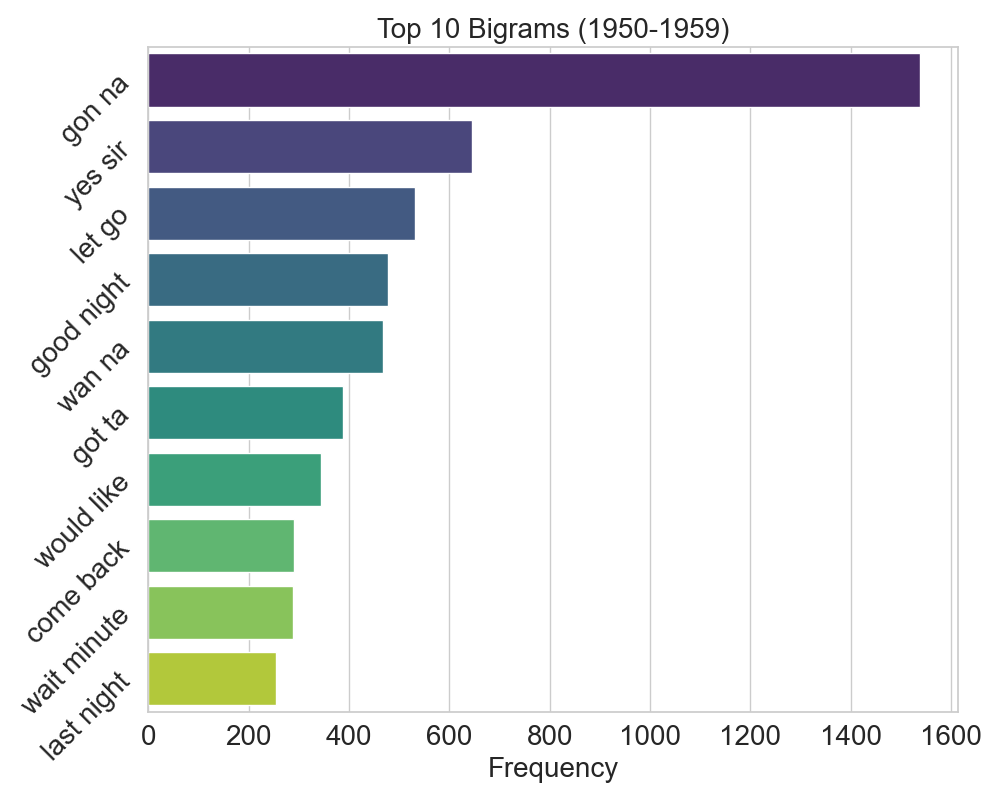 Top 10 Bigrams (1950-1959)
gon na
yes sir
let go
good night
wan na
got ta
would like
come back
wait minute
last night
0 200 400 600 800 1000 1200 1400 1600
Frequency